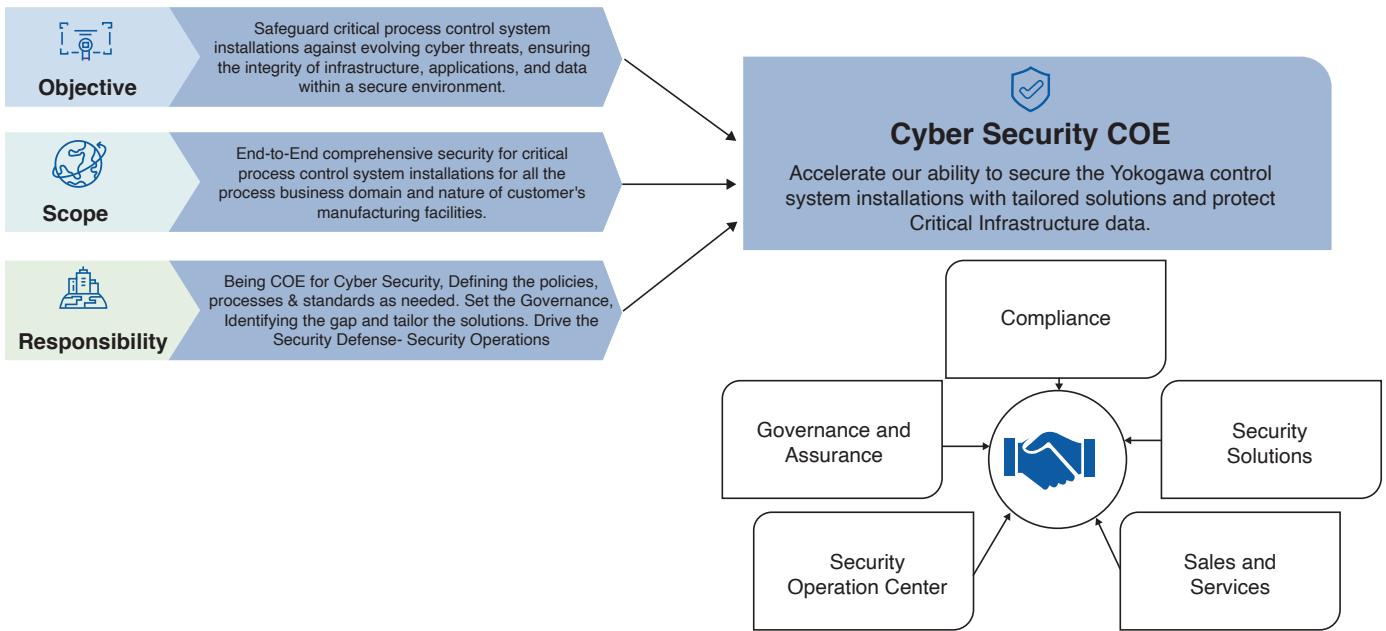 Objective
Safeguard critical process control system
installations against evolving cyber threats, ensuring
the integrity of infrastructure, applications, and data
within a secure environment.
Scope
End-to-End comprehensive security for critical
process control system installations for all the
process business domain and nature of customer's
manufacturing facilities.
Responsibility
Being COE for Cyber Security, Defining the policies,
processes & standards as needed. Set the Governance,
Identifying the gap and tailor the solutions. Drive the
Security Defense- Security Operations
Cyber Security COE
Accelerate our ability to secure the Yokogawa control
system installations with tailored solutions and protect
Critical Infrastructure data.
Compliance
Governance and
Assurance
Security
Solutions
Security
Operation Center
Sales and
Services